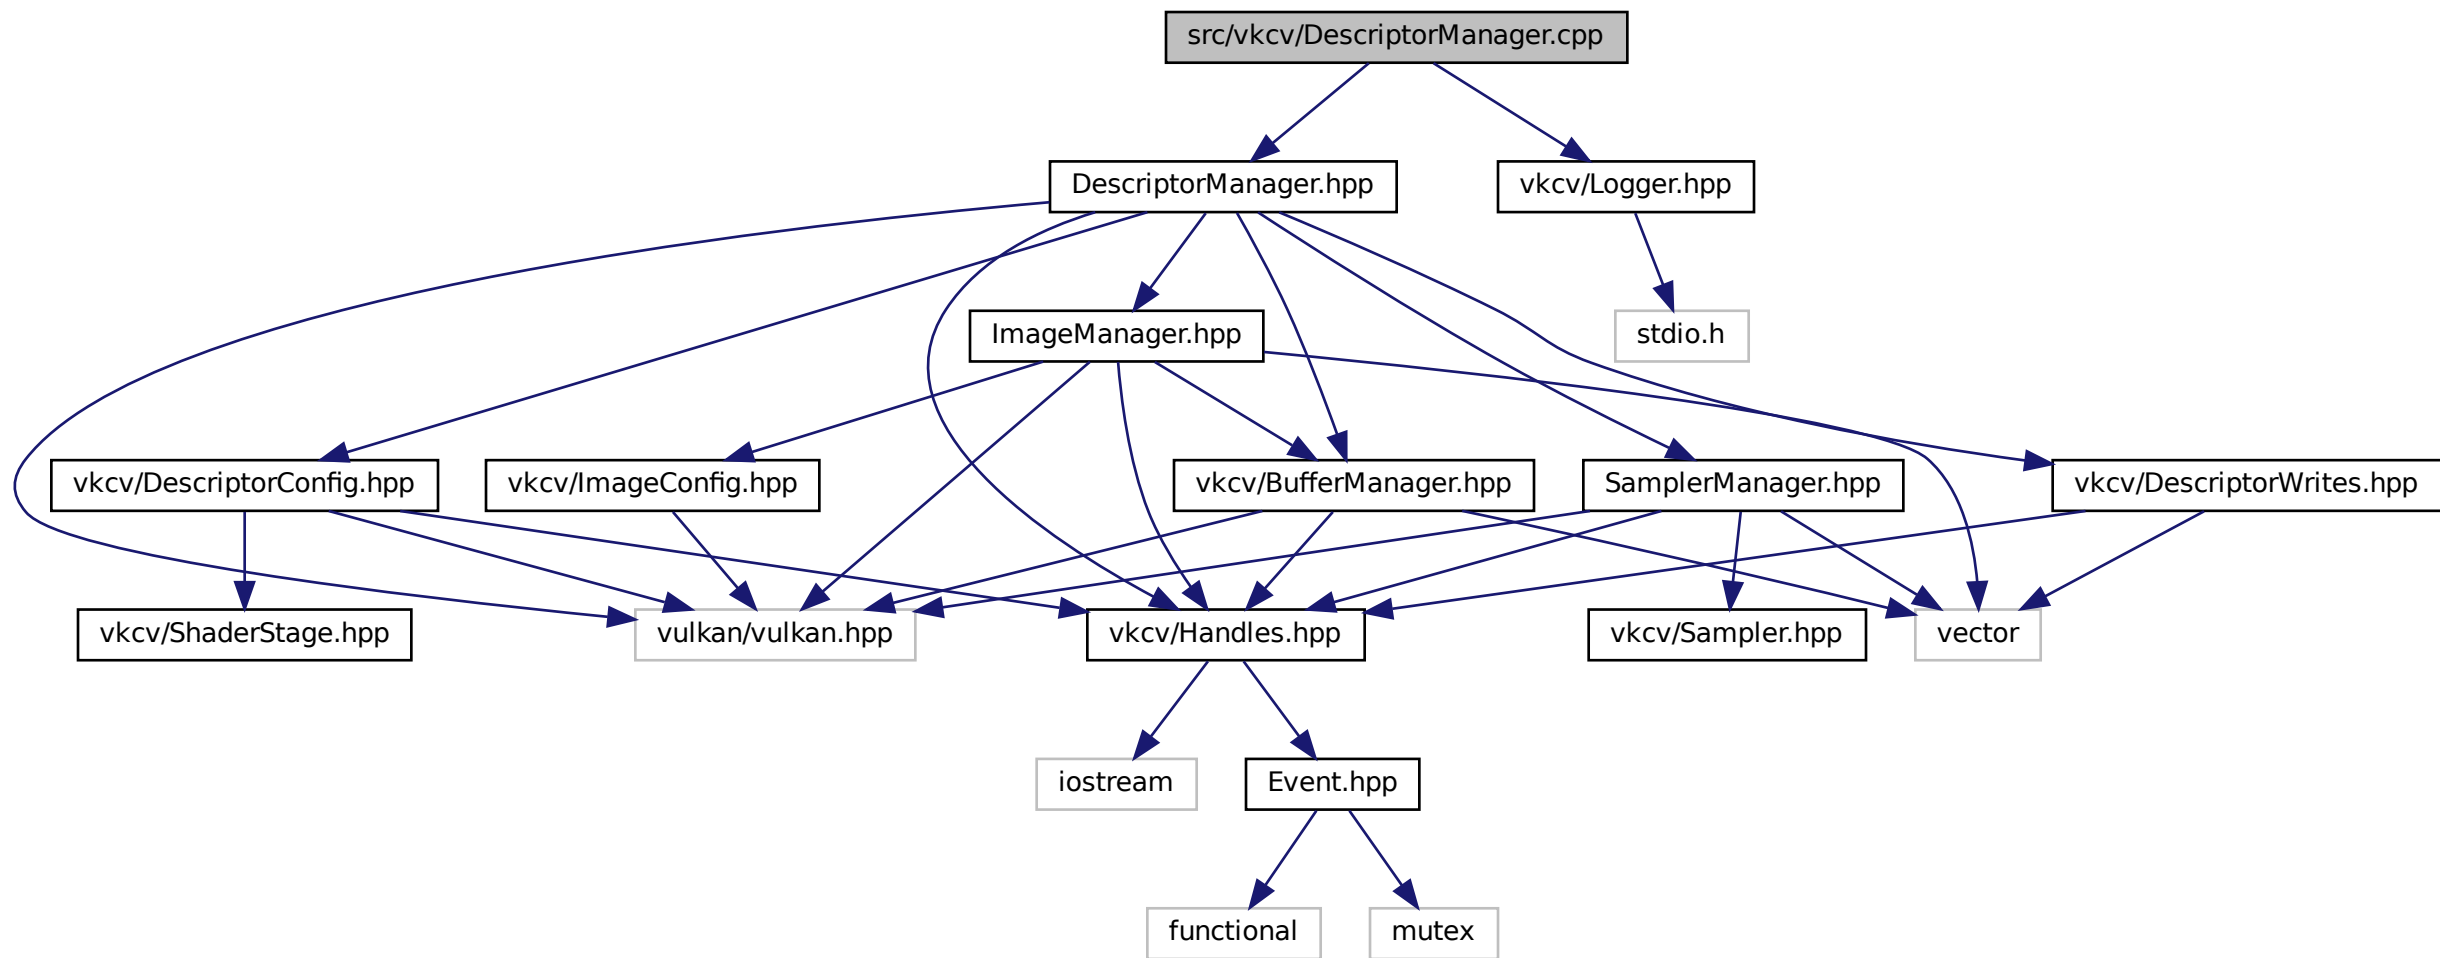 src/vkcv/DescriptorManager.cpp
DescriptorManager.hpp
vkcv/Logger.hpp
ImageManager.hpp
stdio.h
vkcv/DescriptorConfig.hpp
vkcv/ImageConfig.hpp
vkcv/BufferManager.hpp
SamplerManager.hpp
vkcv/DescriptorWrites.hpp
vkcv/ShaderStage.hpp
vulkan/vulkan.hpp
vkcv/Handles.hpp
vkcv/Sampler.hpp
vector
iostream
Event.hpp
functional
mutex